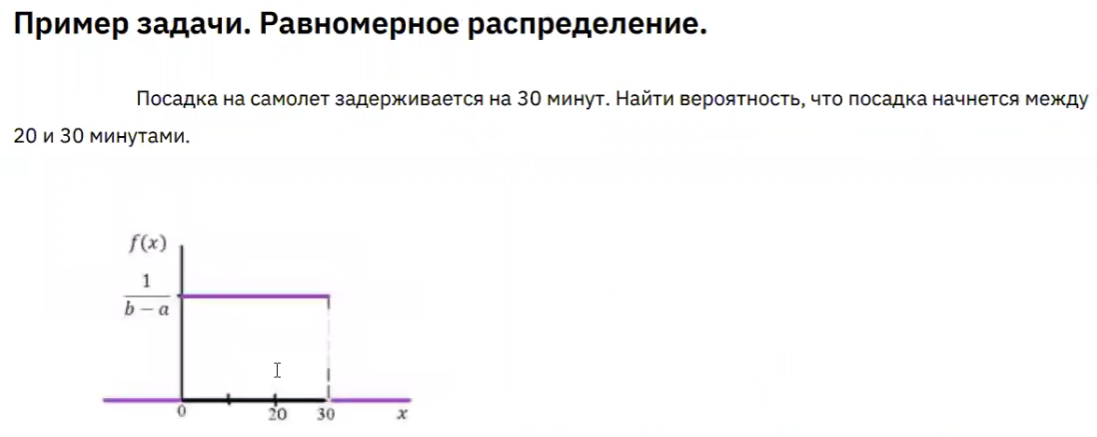 Пример задачи. Равномерное распределение.
Посадка на самолет задерживается на 30 минут. Найти вероятность, что посадка начнется между
20 и 30 минутами.
f(x)
1
b − a
0 20 30 x